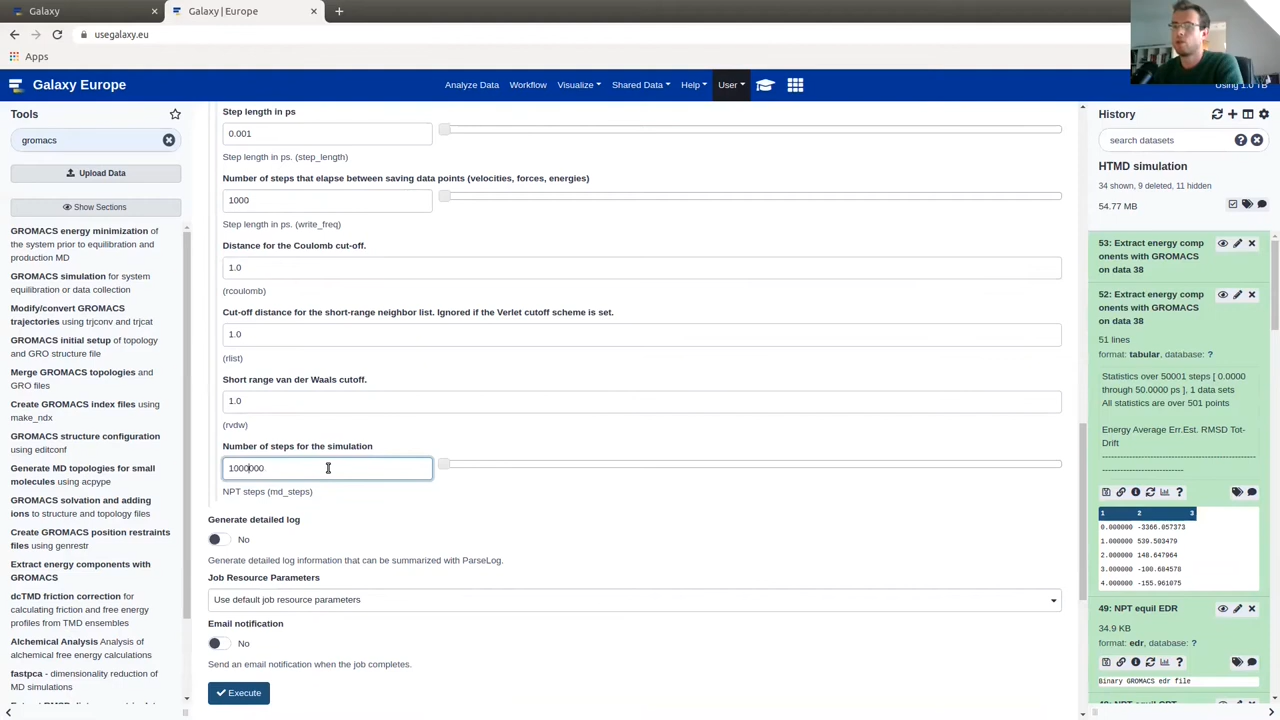 Galaxy
Galaxy | Europe
usegalaxy.eu
Apps
Galaxy Europe
Analyze Data
Workflow
Visualize
Shared Data
Help
User
Tools
gromacs
Upload Data
Show Sections
GROMACS energy minimization of
the system prior to equilibration and
production MD
GROMACS simulation for system
equilibration or data collection
Modify/convert GROMACS
trajectories using trjconv and trjcat
GROMACS initial setup of topology
and GRO structure file
Merge GROMACS topologies and
GRO files
Create GROMACS index files using
make_ndx
GROMACS structure configuration
using editconf
Generate MD topologies for small
molecules using acpype
GROMACS solvation and adding
ions to structure and topology files
Create GROMACS position restraints
files using genrestr
Extract energy components with
GROMACS
dcTMD friction correction for
calculating friction and free energy
profiles from TMD ensembles
Alchemical Analysis Analysis of
alchemical free energy calculations
fastpca - dimensionality reduction of
MD simulations
Step length in ps
0.001
Step length in ps. (step_length)
Number of steps that elapse between saving data points (velocities, forces, energies)
1000
Step length in ps. (write_freq)
Distance for the Coulomb cut-off.
1.0
(rcoulomb)
Cut-off distance for the short-range neighbor list. Ignored if the Verlet cutoff scheme is set.
1.0
(rlist)
Short range van der Waals cutoff.
1.0
(rvdw)
Number of steps for the simulation
1000000
NPT steps (md_steps)
Generate detailed log
No
Generate detailed log information that can be summarized with ParseLog.
Job Resource Parameters
Use default job resource parameters
Email notification
No
Send an email notification when the job completes.
Execute
History
search datasets
HTMD simulation
34 shown, 9 deleted, 11 hidden
54.77 MB
53: Extract energy comp
onents with GROMACS
on data 38
52: Extract energy comp
onents with GROMACS
on data 38
51 lines
format: tabular, database: ?
Statistics over 50001 steps [ 0.0000
through 50.0000 ps ], 1 data sets
All statistics are over 501 points
Energy Average Err.Est. RMSD Tot-
Drift
1 2 3
0.000000 -3366.057373
1.000000 539.503479
2.000000 148.647964
3.000000 -100.684578
4.000000 -155.961075
49: NPT equil EDR
34.9 KB
format: edr, database: ?
Binary GROMACS edr file